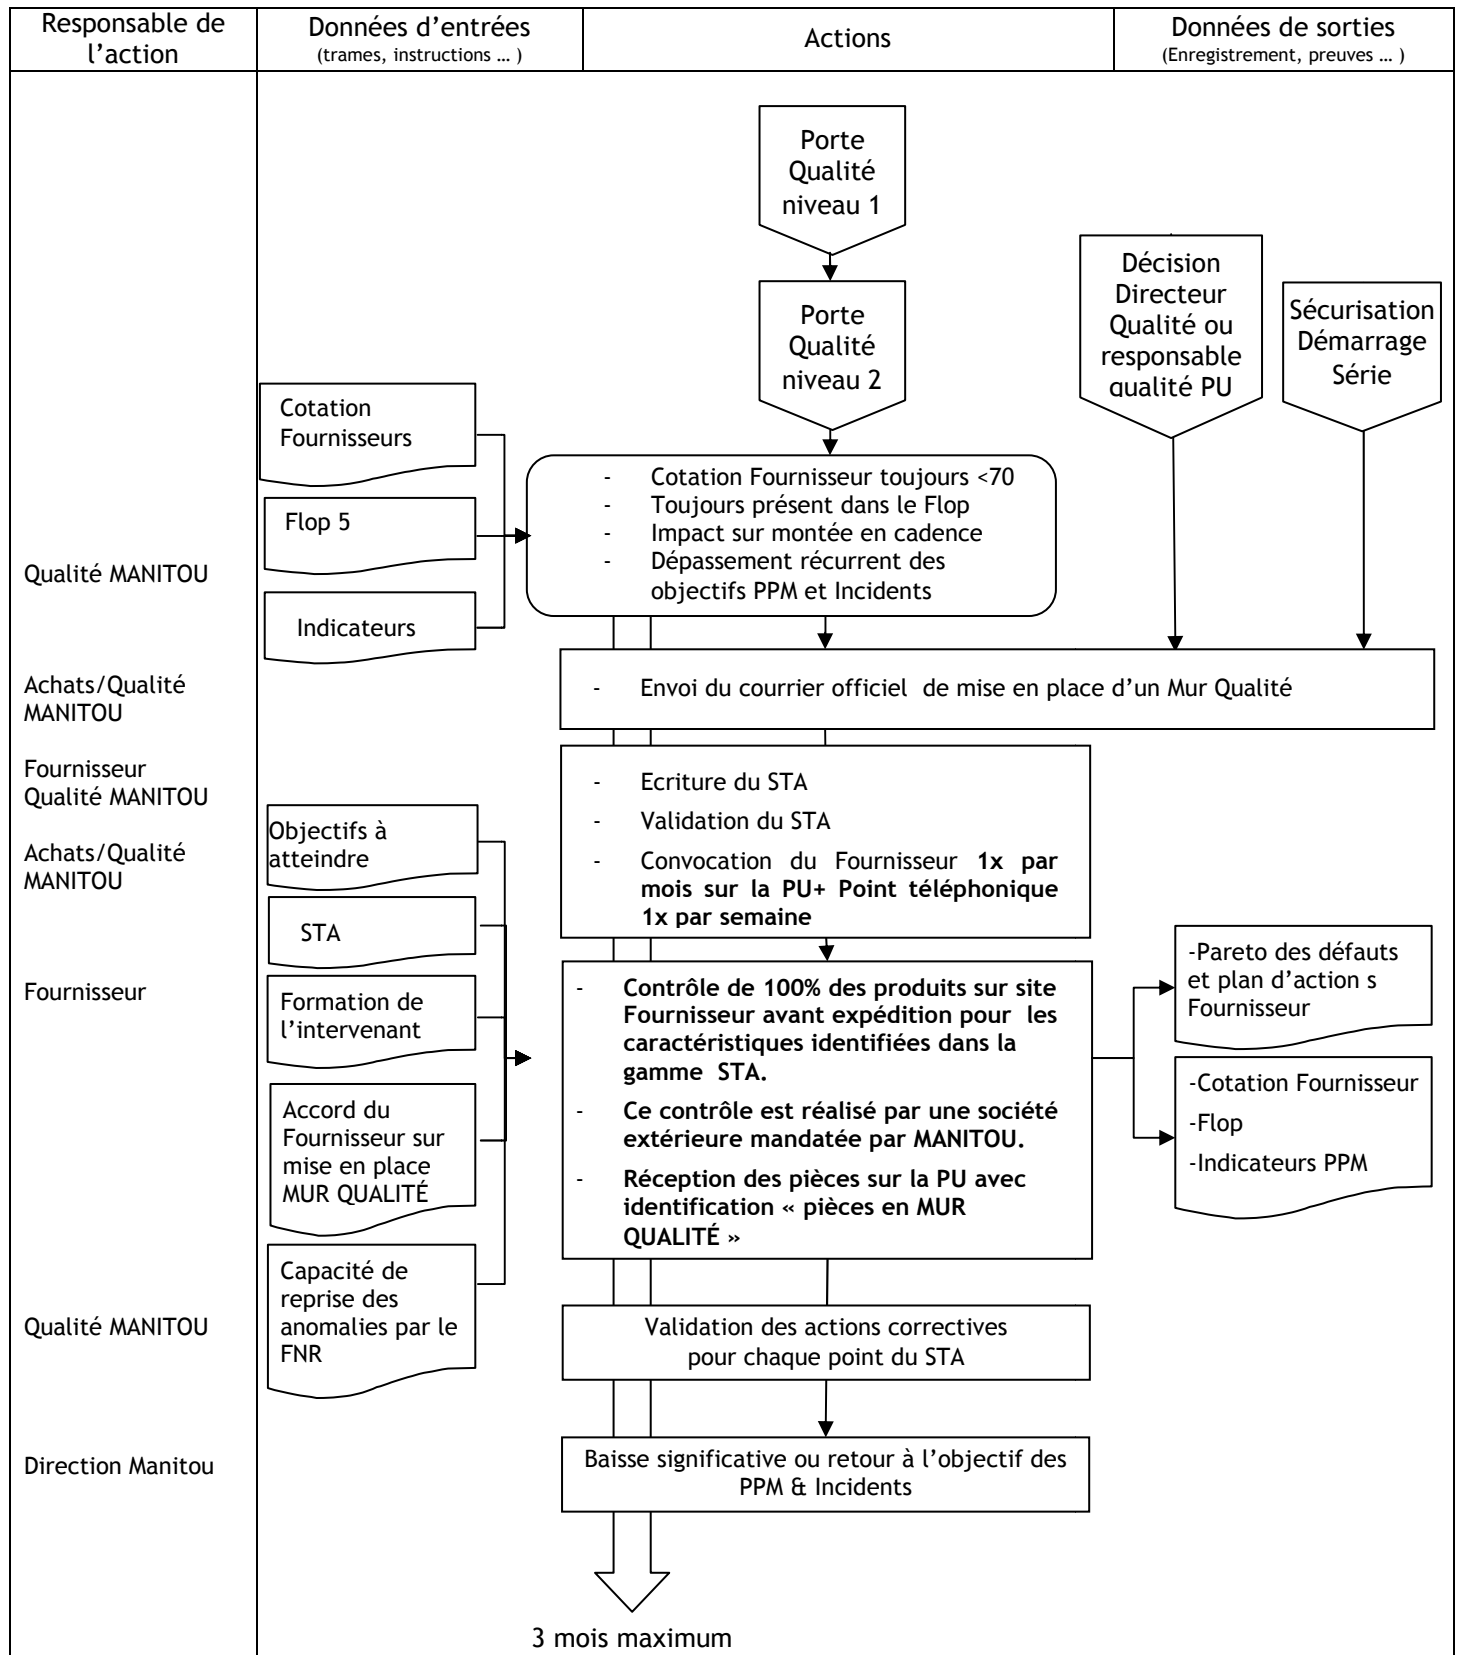 Responsable de
l’action
Données d’entrées
(trames, instructions … )
Actions
Données de sorties
(Enregistrement, preuves … )
Porte
Qualité
niveau 1
Porte
Qualité
niveau 2
Décision
Directeur
Qualité ou
responsable
qualité PU
Sécurisation
Démarrage
Série
Cotation
Fournisseurs
Flop 5
Indicateurs
Qualité MANITOU
- Cotation Fournisseur toujours <70
- Toujours présent dans le Flop
- Impact sur montée en cadence
- Dépassement récurrent des
objectifs PPM et Incidents
Achats/Qualité
MANITOU
- Envoi du courrier officiel de mise en place d’un Mur Qualité
Fournisseur
Qualité MANITOU
Achats/Qualité
MANITOU
- Ecriture du STA
- Validation du STA
- Convocation du Fournisseur 1x par
mois sur la PU+ Point téléphonique
1x par semaine
Objectifs à
atteindre
STA
Formation de
l’intervenant
Accord du
Fournisseur sur
mise en place
MUR QUALITÉ
Capacité de
reprise des
anomalies par le
FNR
Fournisseur
- Contrôle de 100% des produits sur site
Fournisseur avant expédition pour les
caractéristiques identifiées dans la
gamme STA.
- Ce contrôle est réalisé par une société
extérieure mandatée par MANITOU.
- Réception des pièces sur la PU avec
identification « pièces en MUR
QUALITÉ »
-Pareto des défauts
et plan d’action s
Fournisseur
-Cotation Fournisseur
-Flop
-Indicateurs PPM
Qualité MANITOU
Validation des actions correctives
pour chaque point du STA
Direction Manitou
Baisse significative ou retour à l’objectif des
PPM & Incidents
3 mois maximum